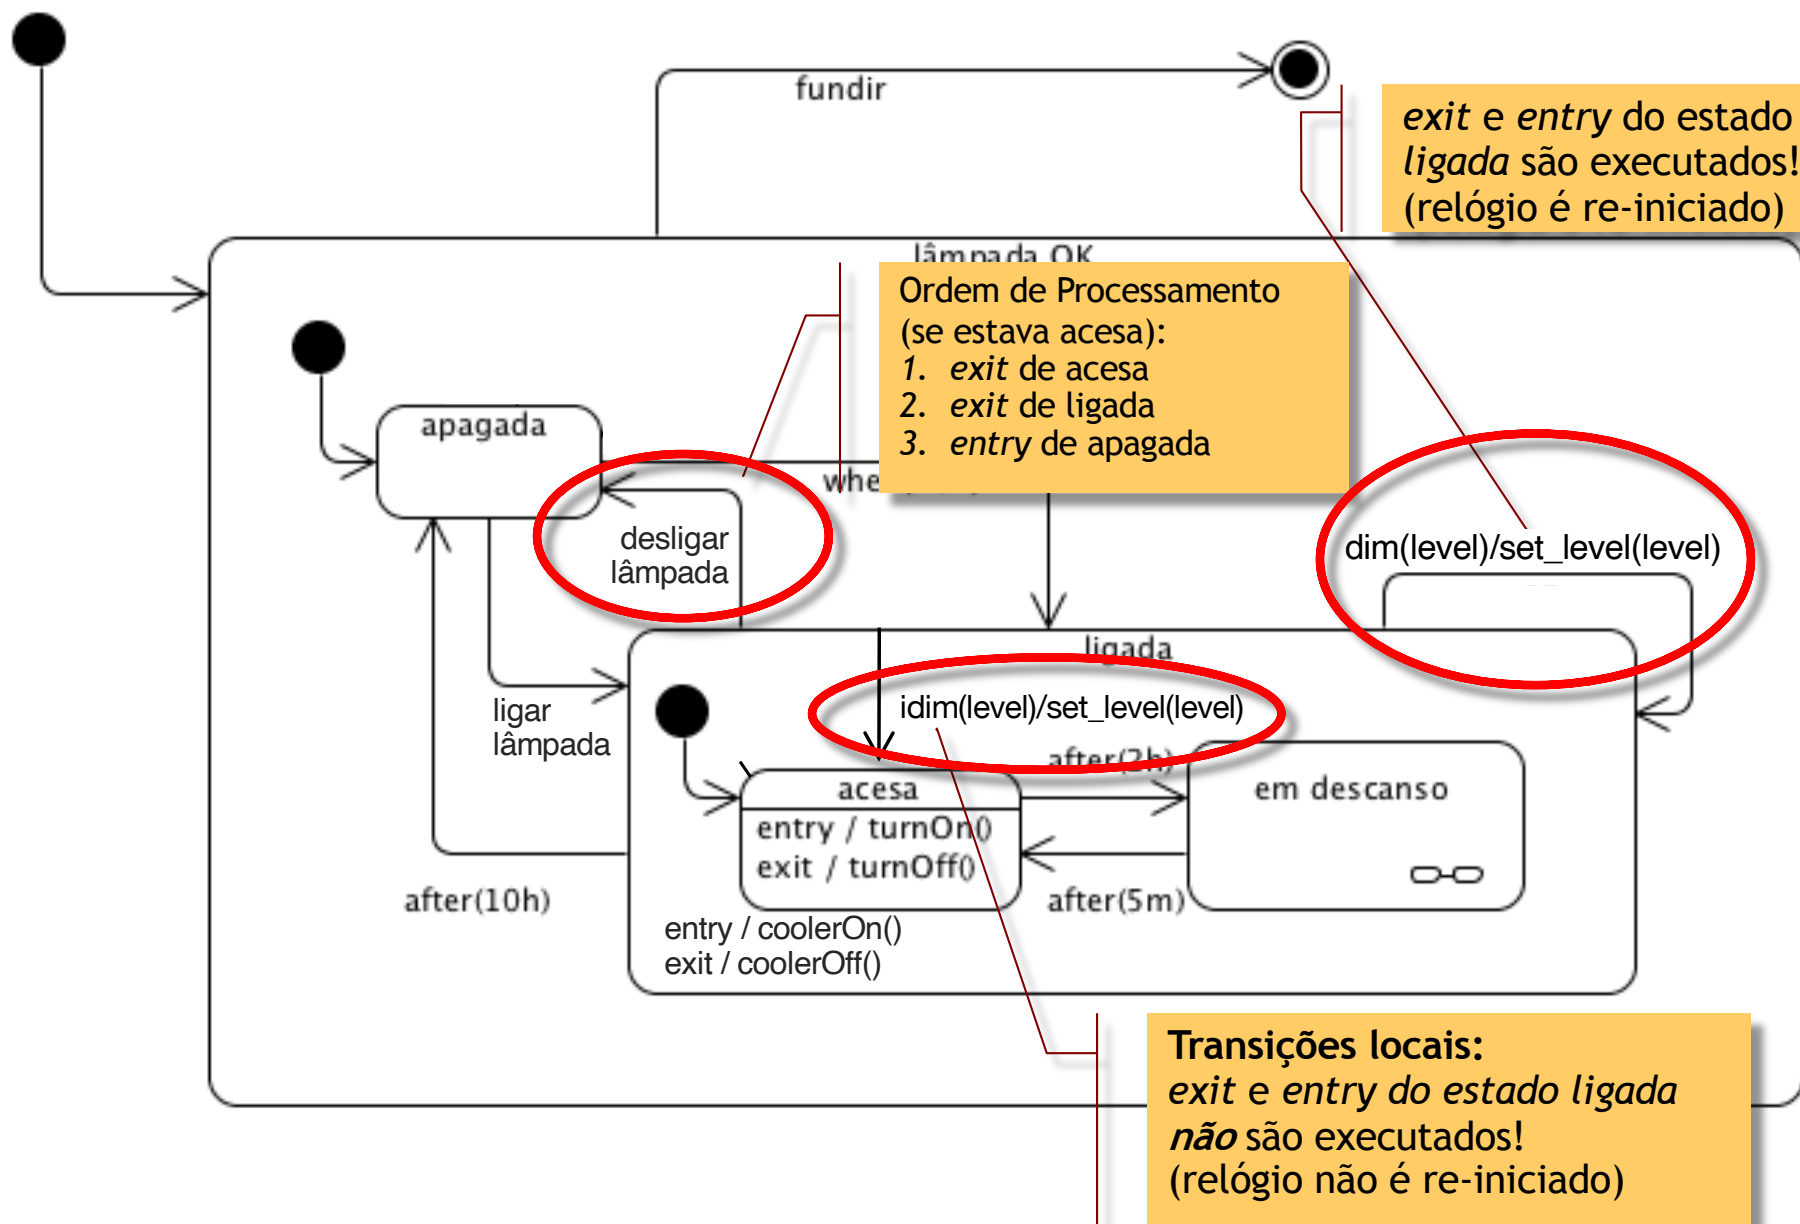 fundir
exit e entry do estado
ligada são executados!
(relógio é re-iniciado)
lâmpada OK
Ordem de Processamento
(se estava acesa):
1. exit de acesa
2. exit de ligada
3. entry de apagada
apagada
desligar
lâmpada
dim(level)/set_level(level)
ligada
ligar
lâmpada
idim(level)/set_level(level)
after(2h)
acesa
entry / turnOn()
exit / turnOff()
em descanso
after(10h)
after(5m)
entry / coolerOn()
exit / coolerOff()
Transições locais:
exit e entry do estado ligada
não são executados!
(relógio não é re-iniciado)